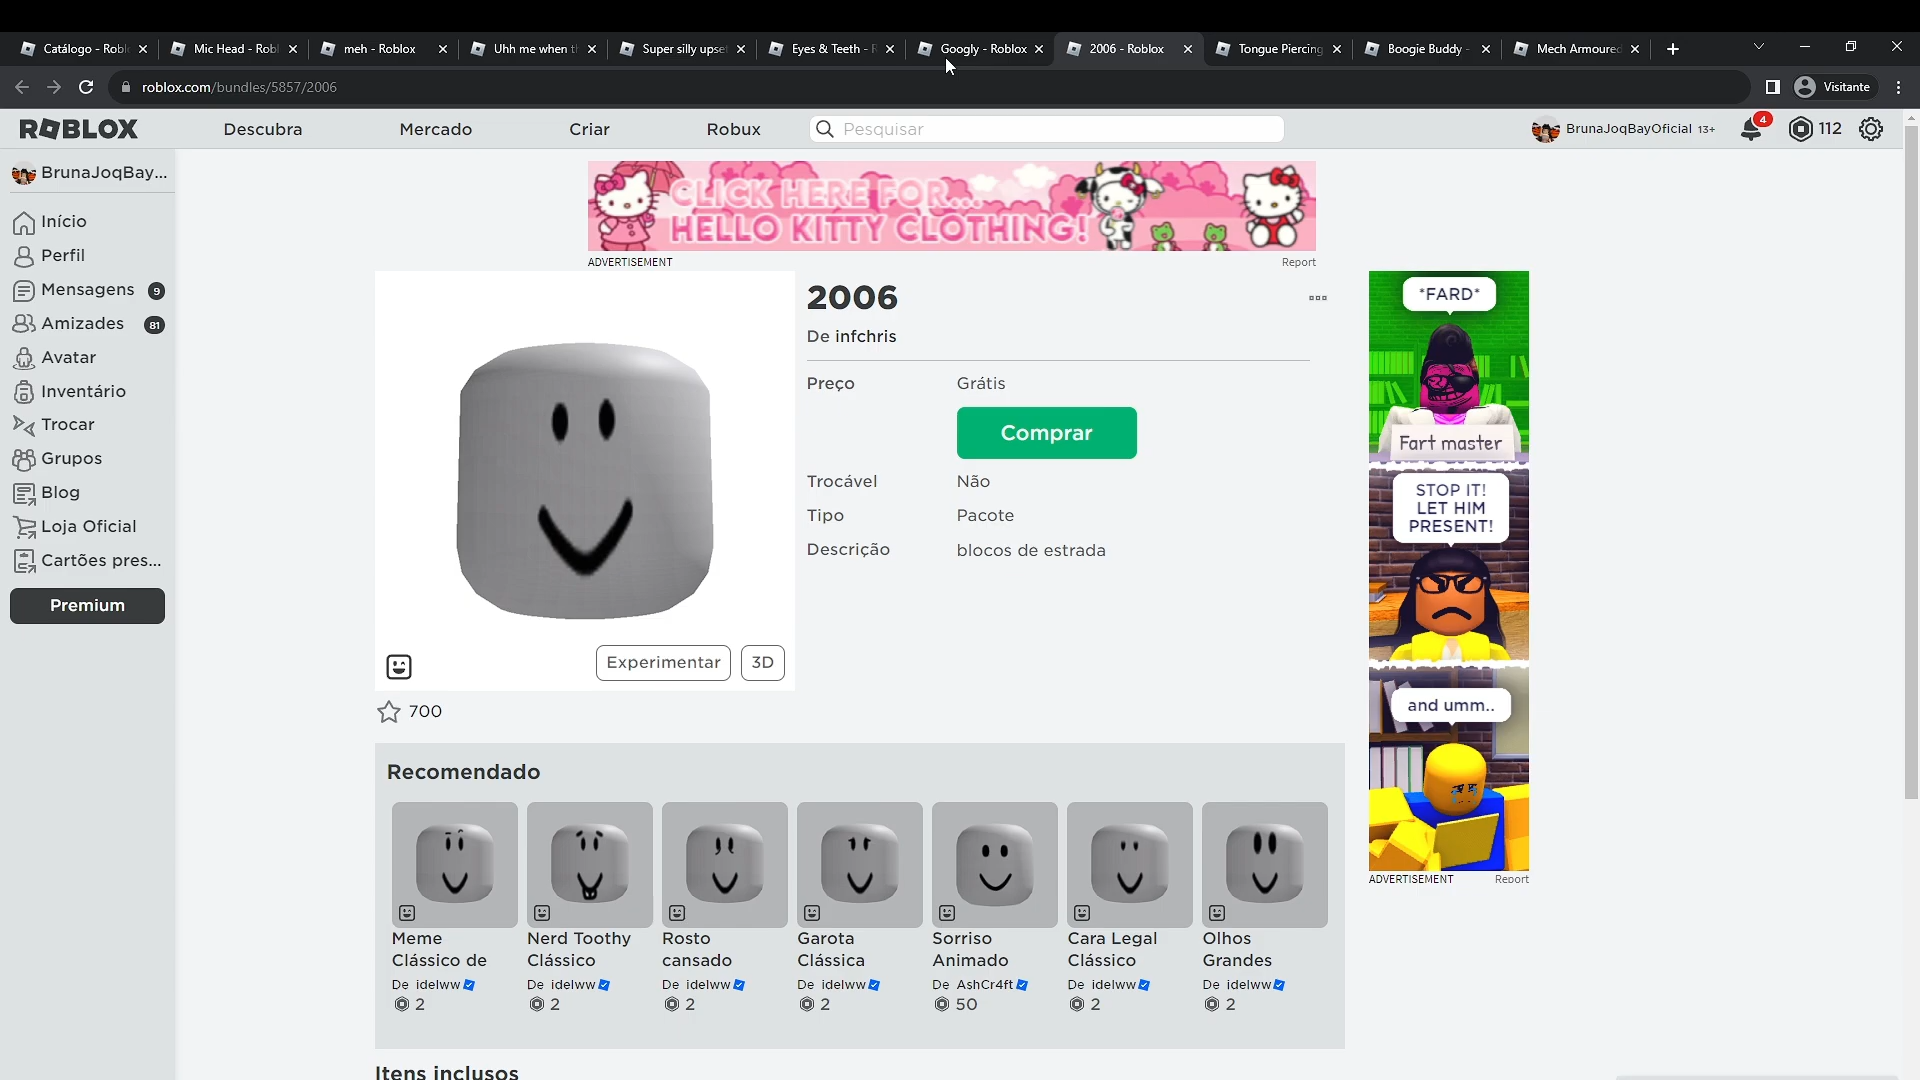 Catálogo - Robl
Mic Head - Rob
meh - Roblox
Uhh me when t
Super silly upse
Eyes & Teeth - R
Googly - Roblox
2006 - Roblox
Tongue Piercing
Boogie Buddy -
Mech Armoured
roblox.com/bundles/5857/2006
Visitante
ROBLOX
Descubra
Mercado
Criar
Robux
Pesquisar
BrunaJoqBayOficial 13+
4
112
BrunaJoqBay...
Início
Perfil
Mensagens 9
Amizades 81
Avatar
Inventário
Trocar
Grupos
Blog
Loja Oficial
Cartões pres...
Premium
CLICK HERE FOR...
HELLO KITTY CLOTHING!
ADVERTISEMENT
Report
2006
De infchris
Preço
Grátis
Comprar
Trocável
Não
Tipo
Pacote
Descrição
blocos de estrada
Experimentar
3D
700
*FARD*
Fart master
STOP IT!
LET HIM
PRESENT!
and umm..
ADVERTISEMENT
Report
Recomendado
Meme
Clássico de
De idelww
2
Nerd Toothy
Clássico
De idelww
2
Rosto
cansado
De idelww
2
Garota
Clássica
De idelww
2
Sorriso
Animado
De AshCr4ft
50
Cara Legal
Clássico
De idelww
2
Olhos
Grandes
De idelww
2
Itens inclusos